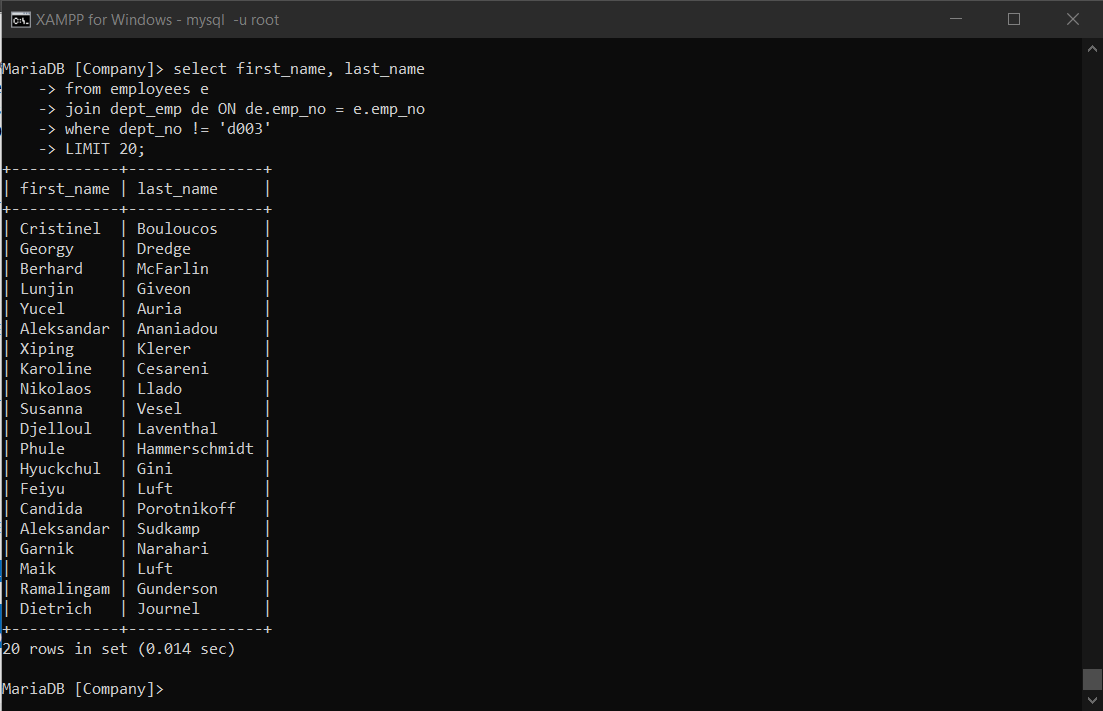 XAMPP for Windows - mysql  -u root
MariaDB [Company]> select first_name, last_name
    -> from employees e
    -> join dept_emp de ON de.emp_no = e.emp_no
    -> where dept_no != 'd003'
    -> LIMIT 20;
+------------+---------------+
| first_name | last_name     |
+------------+---------------+
| Cristinel  | Bouloucos     |
| Georgy     | Dredge        |
| Berhard    | McFarlin      |
| Lunjin     | Giveon        |
| Yucel      | Auria         |
| Aleksandar | Ananiadou     |
| Xiping     | Klerer        |
| Karoline   | Cesareni      |
| Nikolaos   | Llado         |
| Susanna    | Vesel         |
| Djelloul   | Laventhal     |
| Phule      | Hammerschmidt |
| Hyuckchul  | Gini          |
| Feiyu      | Luft          |
| Candida    | Porotnikoff   |
| Aleksandar | Sudkamp       |
| Garnik     | Narahari      |
| Maik       | Luft          |
| Ramalingam | Gunderson     |
| Dietrich   | Journel       |
+------------+---------------+
20 rows in set (0.014 sec)
MariaDB [Company]>